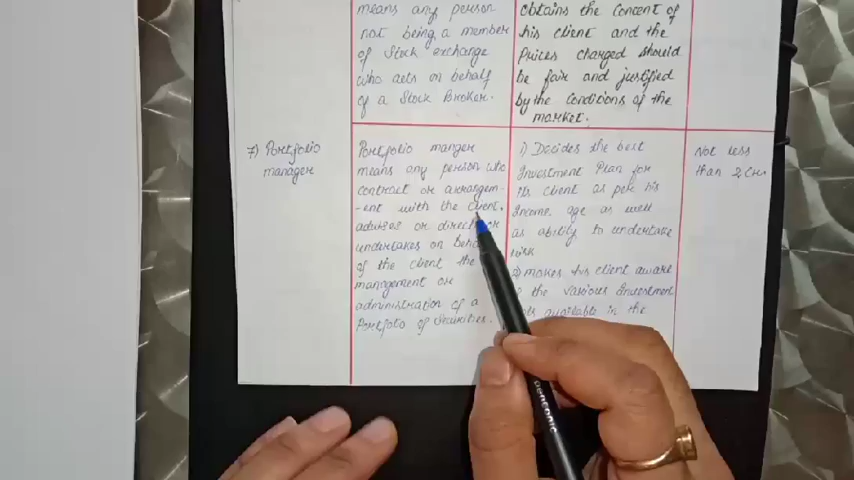 means any person
not being a member
of Stock exchange
who acts on behalf
of a Stock Broker.
obtains the concent of
his client and the
Prices charged should
be fair and justified
by the conditions of the
market.
7) Portfolio
manager
Portfolio manger
means any person who
contract or arrangem-
-ent with the client.
advises or direct or
undertakes on
of the client the
management or
administration of a
Portfolio of Securities.
1) Decides the best
Investment Plan for
its client as per his
Income, age as well
as ability to undertake
risk
2) makes his client aware
the various Investment
available in the
Not less
than 2 Cr.